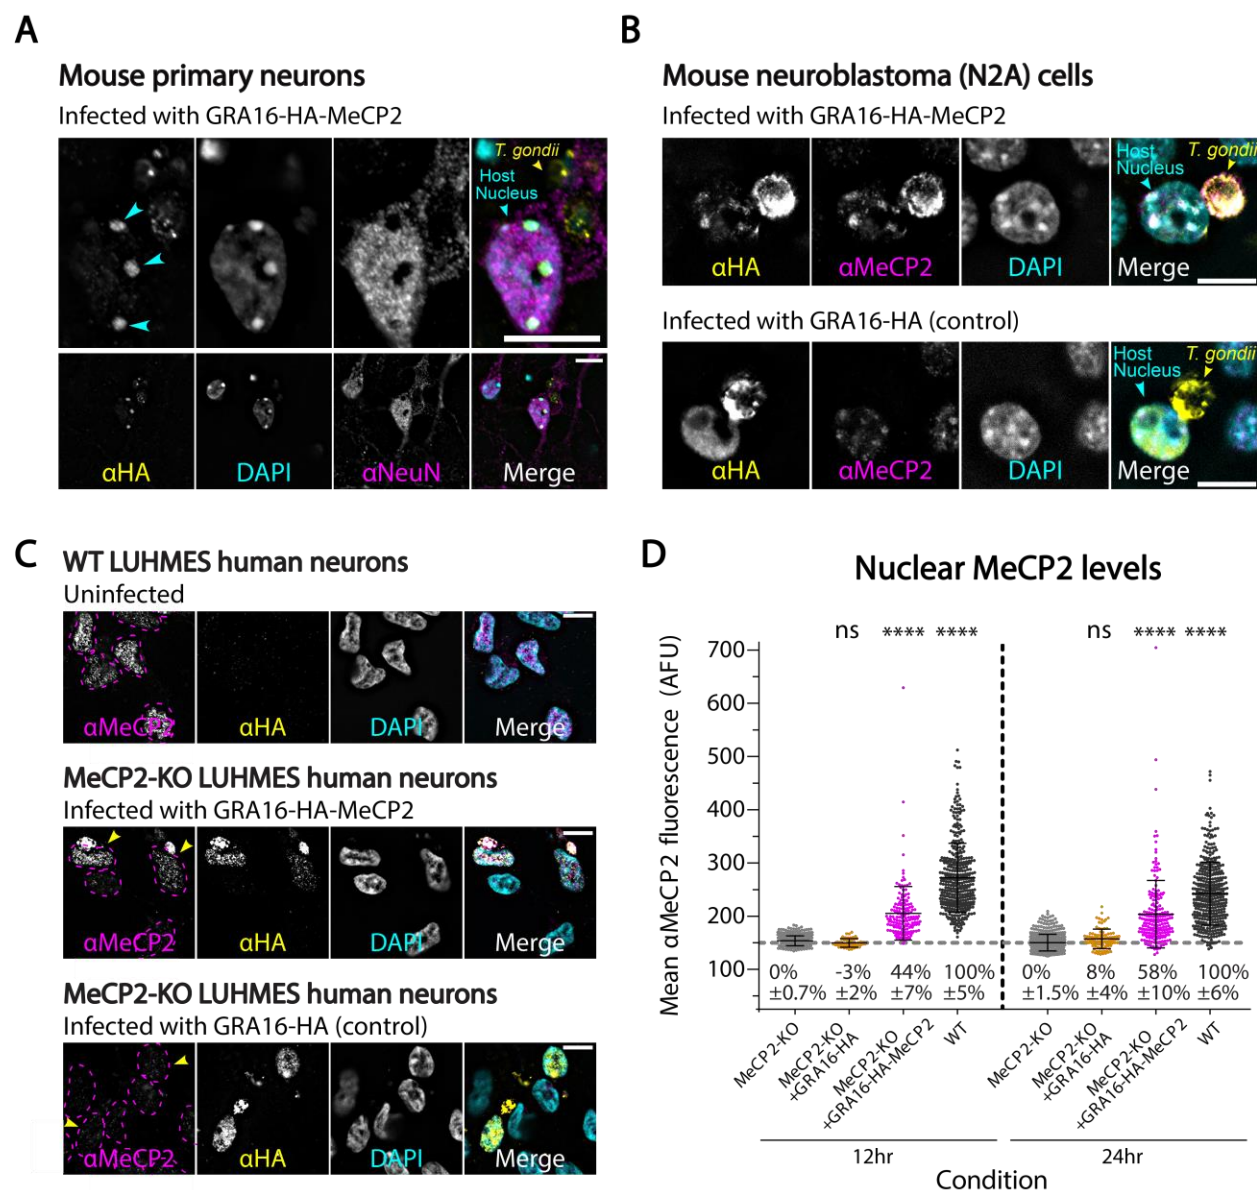 A
Mouse primary neurons
Infected with GRA16-HA-MeCP2
T. gondii
Host
Nucleus
αHA
DAPI
αNeuN
Merge
B
Mouse neuroblastoma (N2A) cells
Infected with GRA16-HA-MeCP2
Host
Nucleus
T. gondii
αHA
αMeCP2
DAPI
Merge
Infected with GRA16-HA (control)
Host
Nucleus
T. gondii
αHA
αMeCP2
DAPI
Merge
C
WT LUHMES human neurons
Uninfected
αMeCP2
αHA
DAPI
Merge
MeCP2-KO LUHMES human neurons
Infected with GRA16-HA-MeCP2
αMeCP2
αHA
DAPI
Merge
MeCP2-KO LUHMES human neurons
Infected with GRA16-HA (control)
αMeCP2
αHA
DAPI
Merge
D
Nuclear MeCP2 levels
ns **** **** ns **** ****
Mean αMeCP2 fluorescence (AFU)
700
600
500
400
300
200
100
0% -3% 44% 100% 0% 8% 58% 100%
±0.7% ±2% ±7% ±5% ±1.5% ±4% ±10% ±6%
MeCP2-KO
MeCP2-KO
+GRA16-HA
MeCP2-KO
+GRA16-HA-MeCP2
WT
MeCP2-KO
MeCP2-KO
+GRA16-HA
MeCP2-KO
+GRA16-HA-MeCP2
WT
12hr
24hr
Condition